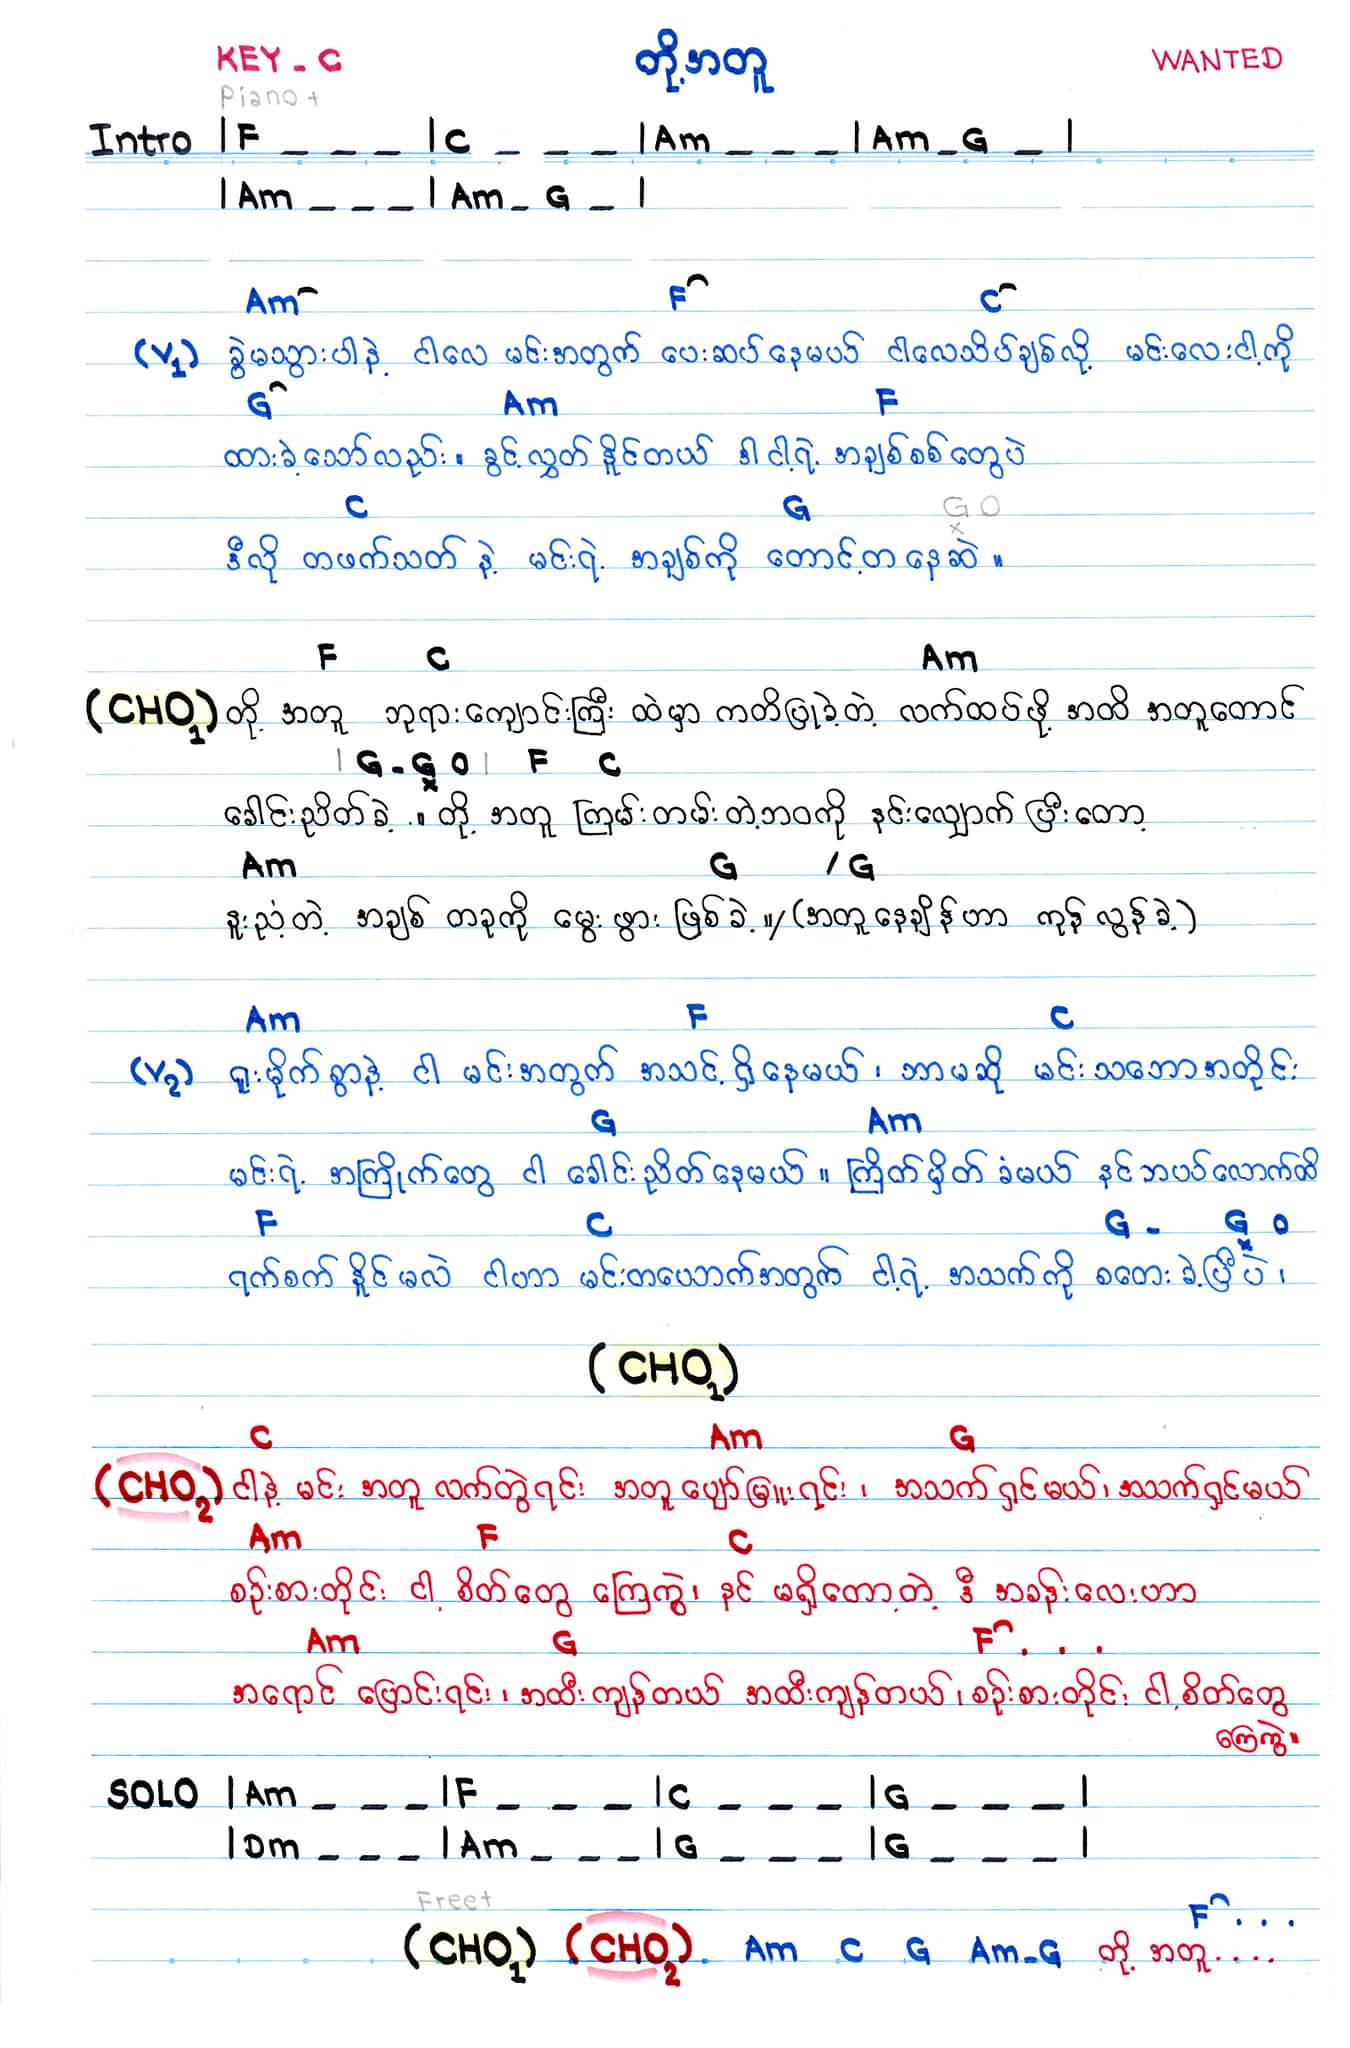 KEY - C တို့အတူ WANTED
Piano +
Intro |F _ _ _ |C _ _ _ |Am _ _ _ |Am _ G _ |
|Am _ _ _ |Am _ G _ |
Am F C
(V1) ခွဲမသွားပါနဲ့ ငါလေ မင်းအတွက် ပေးဆပ်နေမယ် ငါလေသိပ်ချစ်လို့ မင်းလေးငါ့ကို
G Am F
ထားခဲ့သော်လည်း။ ခွင့်လွှတ်နိုင်တယ် ဒါငါ့ရဲ့ အချစ်စစ်တွေပဲ
C G G O
ဒီလို တဖက်သတ်နဲ့ မင်းရဲ့ အချစ်ကို တောင့်တနေဆဲ။
F C Am
(CHO1) တို့ အတူ ဘုရားကျောင်းကြီး ထဲမှာ ကတိပြုခဲ့တဲ့ လက်ထပ်ဖို့ အထိ အတူတောင်
| G - G O | F C
ခေါင်းညိတ်ခဲ့ ။ တို့ အတူ ကြမ်းတမ်းတဲ့ဘဝကို နင်းလျှောက်ပြီးတော့
Am G / G
နူးညံ့တဲ့ အချစ် တခုကို မွေးဖွားဖြစ်ခဲ့။/(အတူနေချိန်ဟာ ကုန်လွန်ခဲ့)
Am F C
(V2) ရူးမိုက်စွာနဲ့ ငါ မင်းအတွက် အသင့်ရှိနေမယ်၊ ဘာမဆို မင်းသဘောအတိုင်း
G Am
မင်းရဲ့ အကြိုက်တွေ ငါ ခေါင်းညိတ်နေမယ်။ ကြိတ်မှိတ်ခံမယ် နင်ဘယ်လောက်ထိ
F C G - G O
ရက်စက်နိုင်မလဲ ငါဟာ မင်းတယောက်အတွက် ငါ့ရဲ့ အသက်ကို စတေးခဲ့ပြီပဲ၊
(CHO1)
C Am G
(CHO2) ငါနဲ့ မင်း အတူ လက်တွဲရင်း အတူပျော်မြူးရင်း၊ အသက်ရှင်မယ်၊ အသက်ရှင်မယ်
Am F C
စဉ်းစားတိုင်း ငါ့ စိတ်တွေ ကြေကွဲ၊ နင် မရှိတော့တဲ့ ဒီ အခန်းလေးဟာ
Am G F . . .
အရောင် ပြောင်းရင်း၊ အထီးကျန်တယ် အထီးကျန်တယ်၊ စဉ်းစားတိုင်း ငါ့စိတ်တွေ
ကြေကွဲ။
SOLO |Am _ _ _ |F _ _ _ |C _ _ _ |G _ _ _ |
|Dm _ _ _ |Am _ _ _ |G _ _ _ |G _ _ _ |
Free+ F . . .
(CHO1) (CHO2). Am C G Am-G တို့ အတူ....